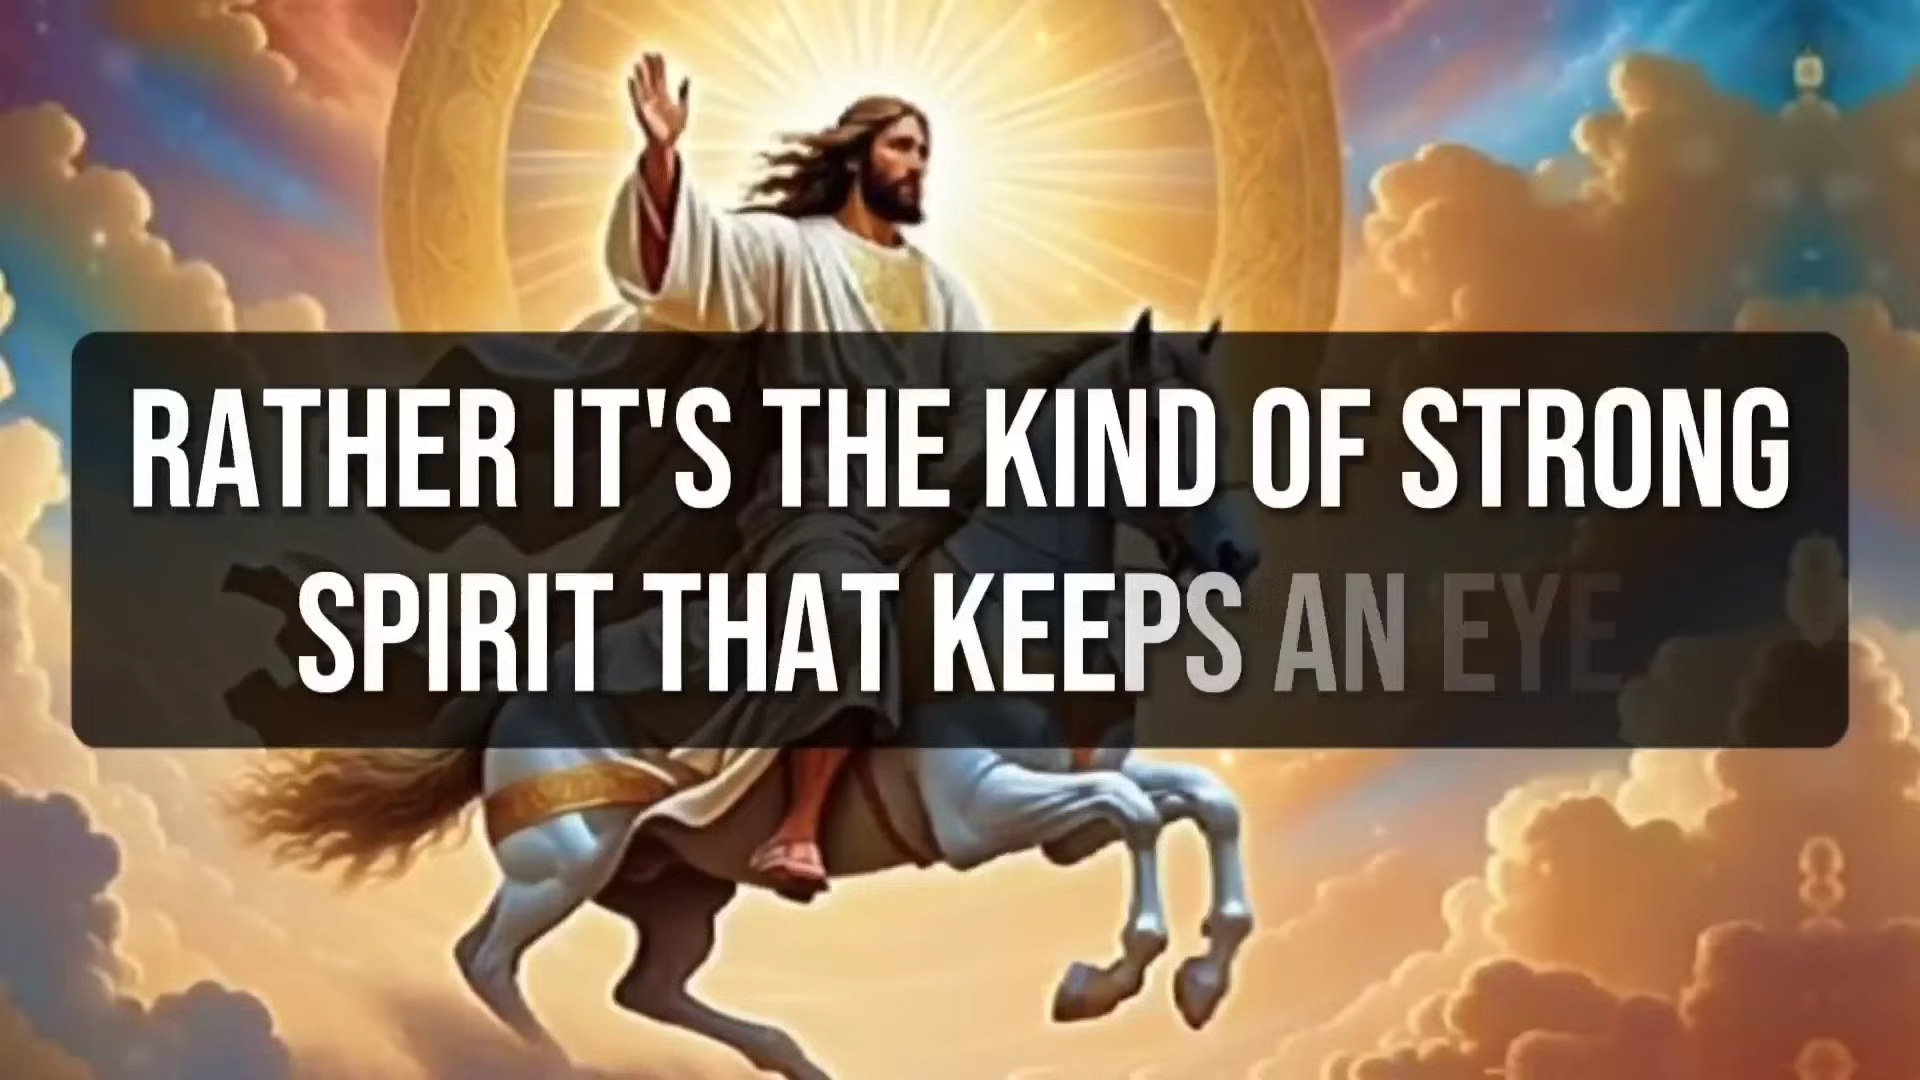 RATHER IT'S THE KIND OF STRONG
SPIRIT THAT KEEPS AN EYE